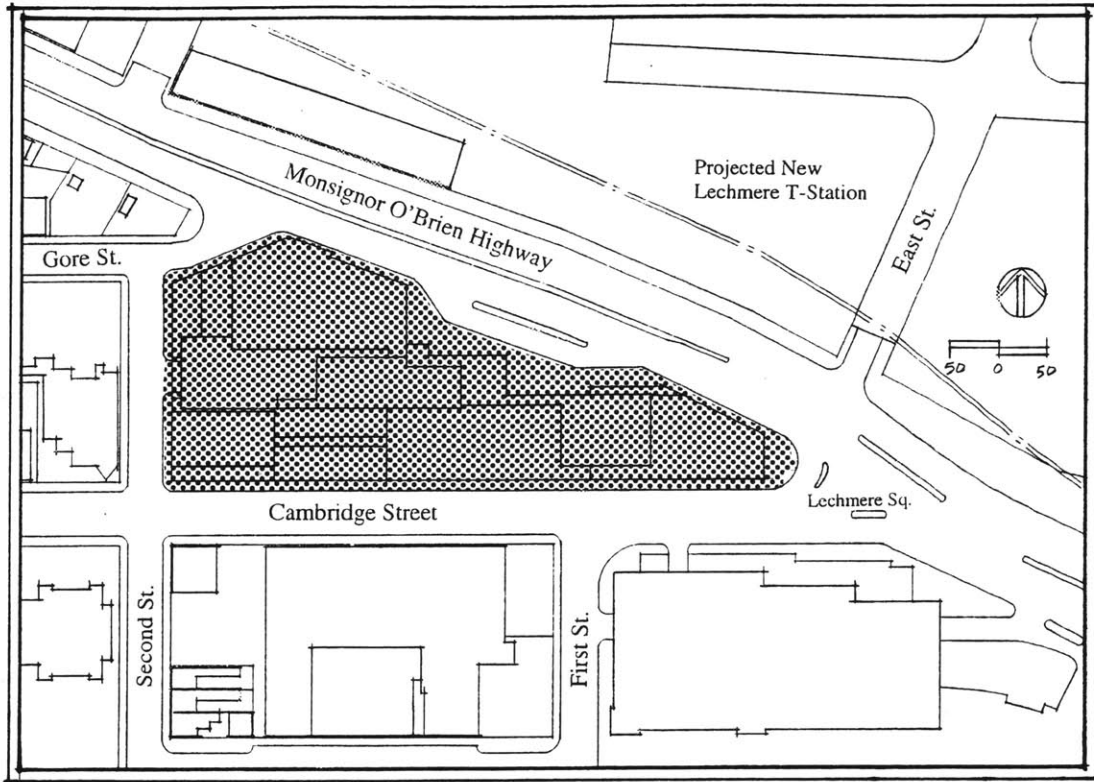 Monsignor O'Brien Highway
Projected New
Lechmere T-Station
East St.
Gore St.
50 0 50
Cambridge Street
Lechmere Sq.
Second St.
First St.